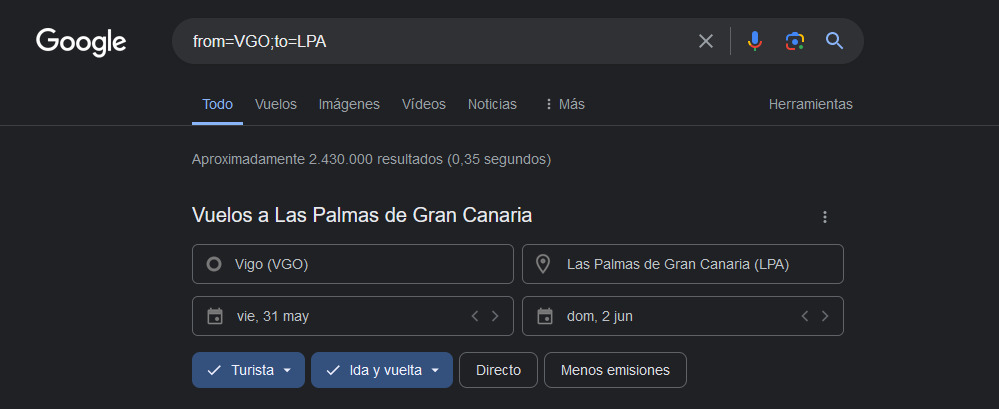 Google
from=VGO;to=LPA
Todo Vuelos Imágenes Vídeos Noticias Más Herramientas
Aproximadamente 2.430.000 resultados (0,35 segundos)
Vuelos a Las Palmas de Gran Canaria
Vigo (VGO) Las Palmas de Gran Canaria (LPA)
vie, 31 may dom, 2 jun
Turista Ida y vuelta Directo Menos emisiones